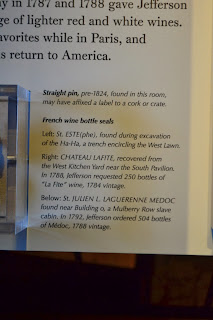 y in 1787 and 1788 gave Jefferson
ge of lighter red and white wines.
avorites while in Paris, and
s return to America.
Straight pin, pre-1824, found in this room,
may have affixed a label to a cork or crate.
French wine bottle seals
Left: St. ESTE(phe), found during excavation
of the Ha-Ha, a trench encircling the West Lawn.
Right: CHATEAU LAFITE, recovered from
the West Kitchen Yard near the South Pavilion.
In 1788, Jefferson requested 250 bottles of
"La Fite" wine, 1784 vintage.
Below: St. JULIEN L. LAGUERENNE MEDOC
found near Building o, a Mulberry Row slave
cabin. In 1792, Jefferson ordered 504 bottles
of Médoc, 1788 vintage.